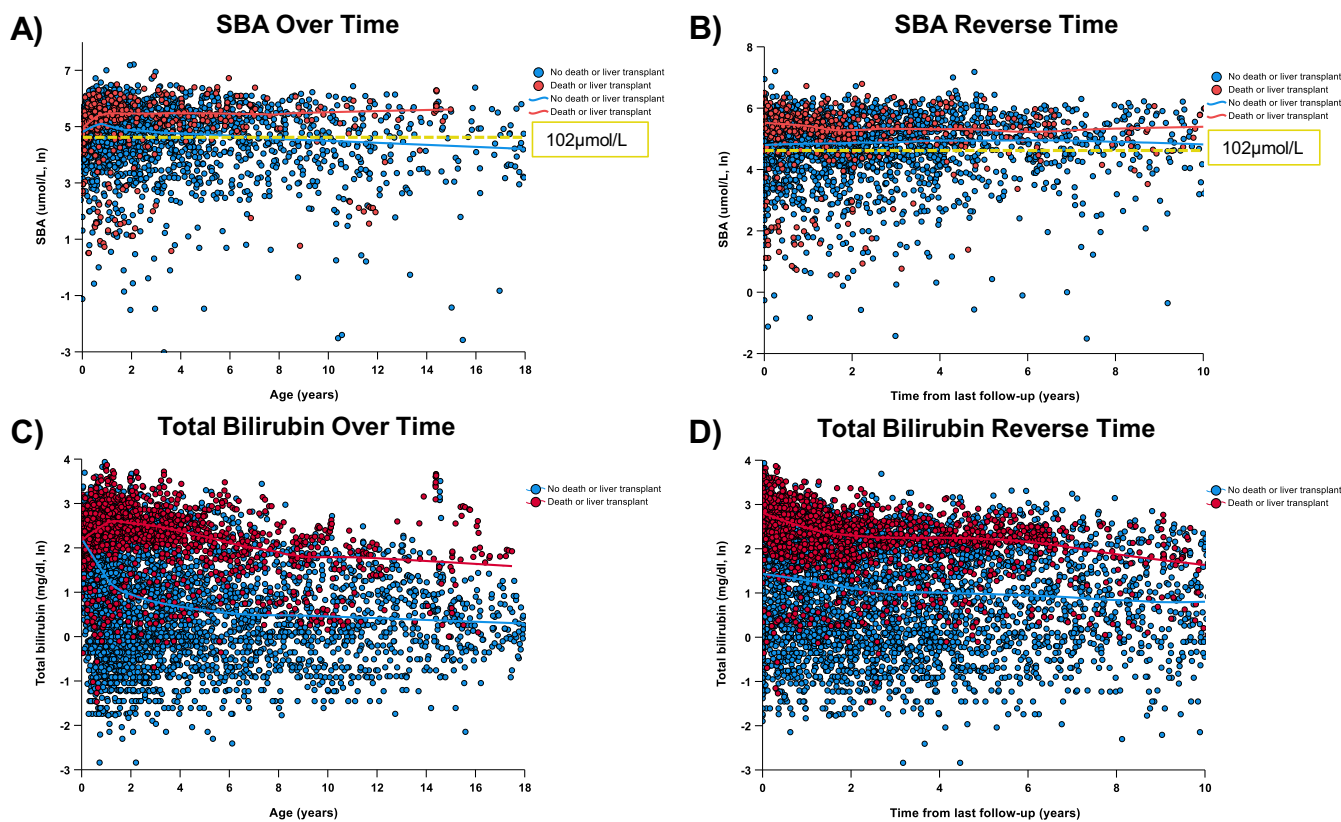 A)
SBA Over Time
SBA (umol/L, ln)
7
5
3
1
-1
-3
0 2 4 6 8 10 11 12 14 16 18
Age (years)
No death or liver transplant
Death or liver transplant
No death or liver transplant
Death or liver transplant
102μmol/L
B)
SBA Reverse Time
SBA (umol/L, ln)
8
6
4
2
0
-2
0 2 4 6 8 10
Time from last follow-up (years)
No death or liver transplant
Death or liver transplant
No death or liver transplant
Death or liver transplant
102μmol/L
C)
Total Bilirubin Over Time
Total bilirubin (mg/dl, ln)
4
3
2
1
0
-1
-2
-3
0 2 4 6 8 10 12 14 16 18
Age (years)
No death or liver transplant
Death or liver transplant
D)
Total Bilirubin Reverse Time
Total bilirubin (mg/dl, ln)
4
3
2
1
0
-1
-2
-3
0 2 4 6 8 10
Time from last follow-up (years)
No death or liver transplant
Death or liver transplant